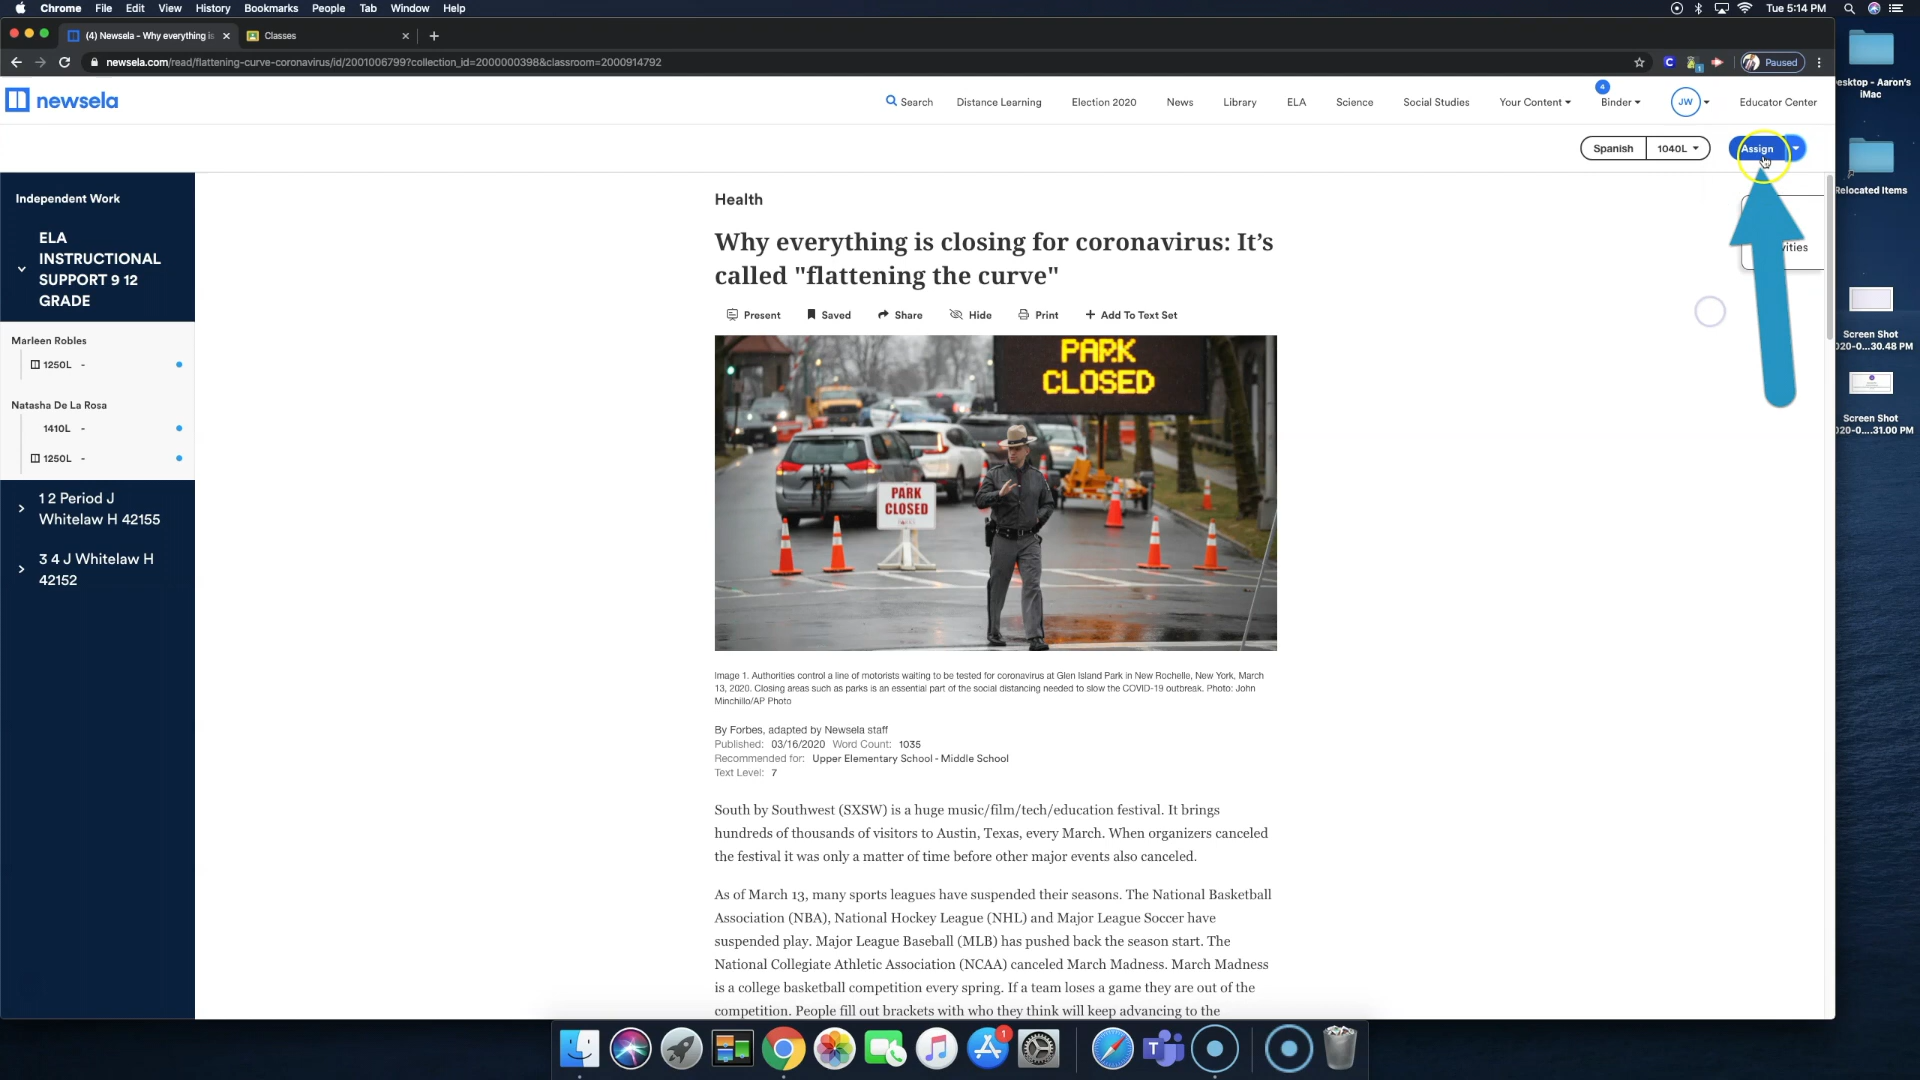 Chrome File Edit View History Bookmarks People Tab Window Help
Tue 5:14 PM
(4) Newsela - Why everything is
Classes
newsela.com/read/flattening-curve-coronavirus/id/2001006799?collection_id=2000000398&classroom=2000914792
Paused
newsela
Search Distance Learning Election 2020 News Library ELA Science Social Studies Your Content 4 Binder JW Educator Center
Spanish 1040L Assign
Independent Work
ELA
INSTRUCTIONAL
SUPPORT 9 12
GRADE
Marleen Robles
1250L -
Natasha De La Rosa
1410L -
1250L -
1 2 Period J
Whitelaw H 42155
3 4 J Whitelaw H
42152
Health
Why everything is closing for coronavirus: It’s
called "flattening the curve"
Present Saved Share Hide Print Add To Text Set
PARK
CLOSED
PARK
CLOSED
Image 1. Authorities control a line of motorists waiting to be tested for coronavirus at Glen Island Park in New Rochelle, New York, March
13, 2020. Closing areas such as parks is an essential part of the social distancing needed to slow the COVID-19 outbreak. Photo: John
Minchillo/AP Photo
By Forbes, adapted by Newsela staff
Published: 03/16/2020 Word Count: 1035
Recommended for: Upper Elementary School - Middle School
Text Level: 7
South by Southwest (SXSW) is a huge music/film/tech/education festival. It brings
hundreds of thousands of visitors to Austin, Texas, every March. When organizers canceled
the festival it was only a matter of time before other major events also canceled.
As of March 13, many sports leagues have suspended their seasons. The National Basketball
Association (NBA), National Hockey League (NHL) and Major League Soccer have
suspended play. Major League Baseball (MLB) has pushed back the season start. The
National Collegiate Athletic Association (NCAA) canceled March Madness. March Madness
is a college basketball competition every spring. If a team loses a game they are out of the
competition. People fill out brackets with who they think will keep advancing to the
esktop - Aaron's
iMac
Relocated Items
Screen Shot
020-0...30.48 PM
Screen Shot
020-0....31.00 PM
1
T